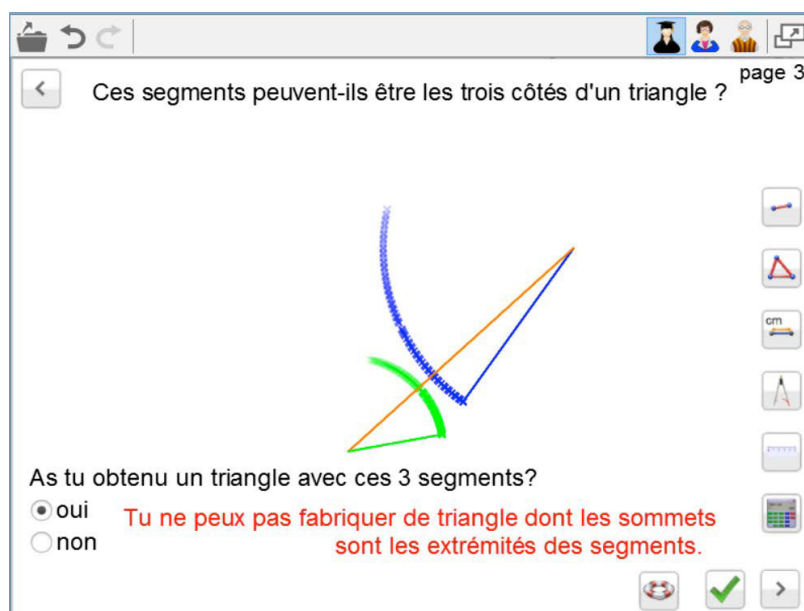 page 3
Ces segments peuvent-ils être les trois côtés d'un triangle ?
cm
As tu obtenu un triangle avec ces 3 segments?
oui
non
Tu ne peux pas fabriquer de triangle dont les sommets
sont les extrémités des segments.